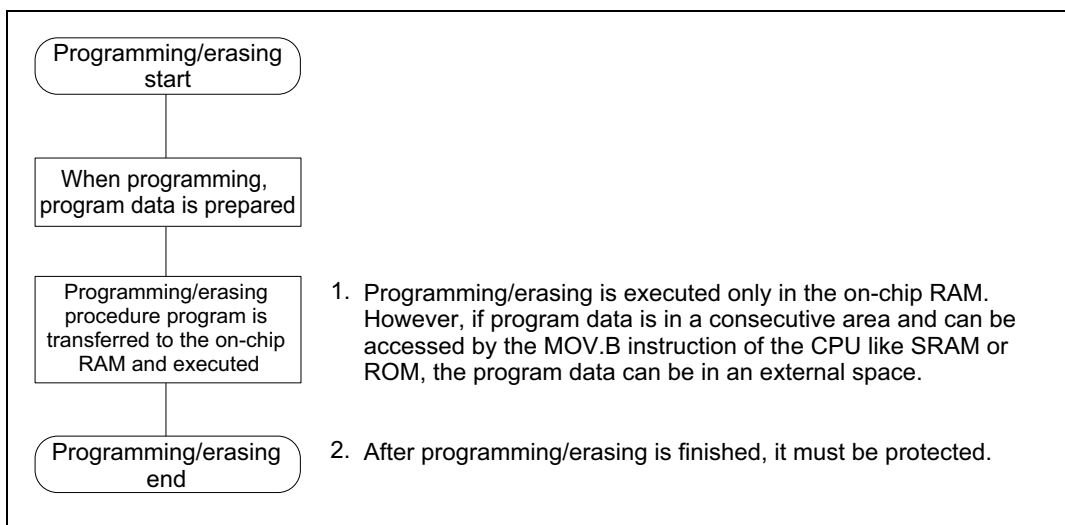 Programming/erasing
start
When programming,
program data is prepared
Programming/erasing
procedure program is
transferred to the on-chip
RAM and executed
1. Programming/erasing is executed only in the on-chip RAM.
However, if program data is in a consecutive area and can be
accessed by the MOV.B instruction of the CPU like SRAM or
ROM, the program data can be in an external space.
Programming/erasing
end
2. After programming/erasing is finished, it must be protected.